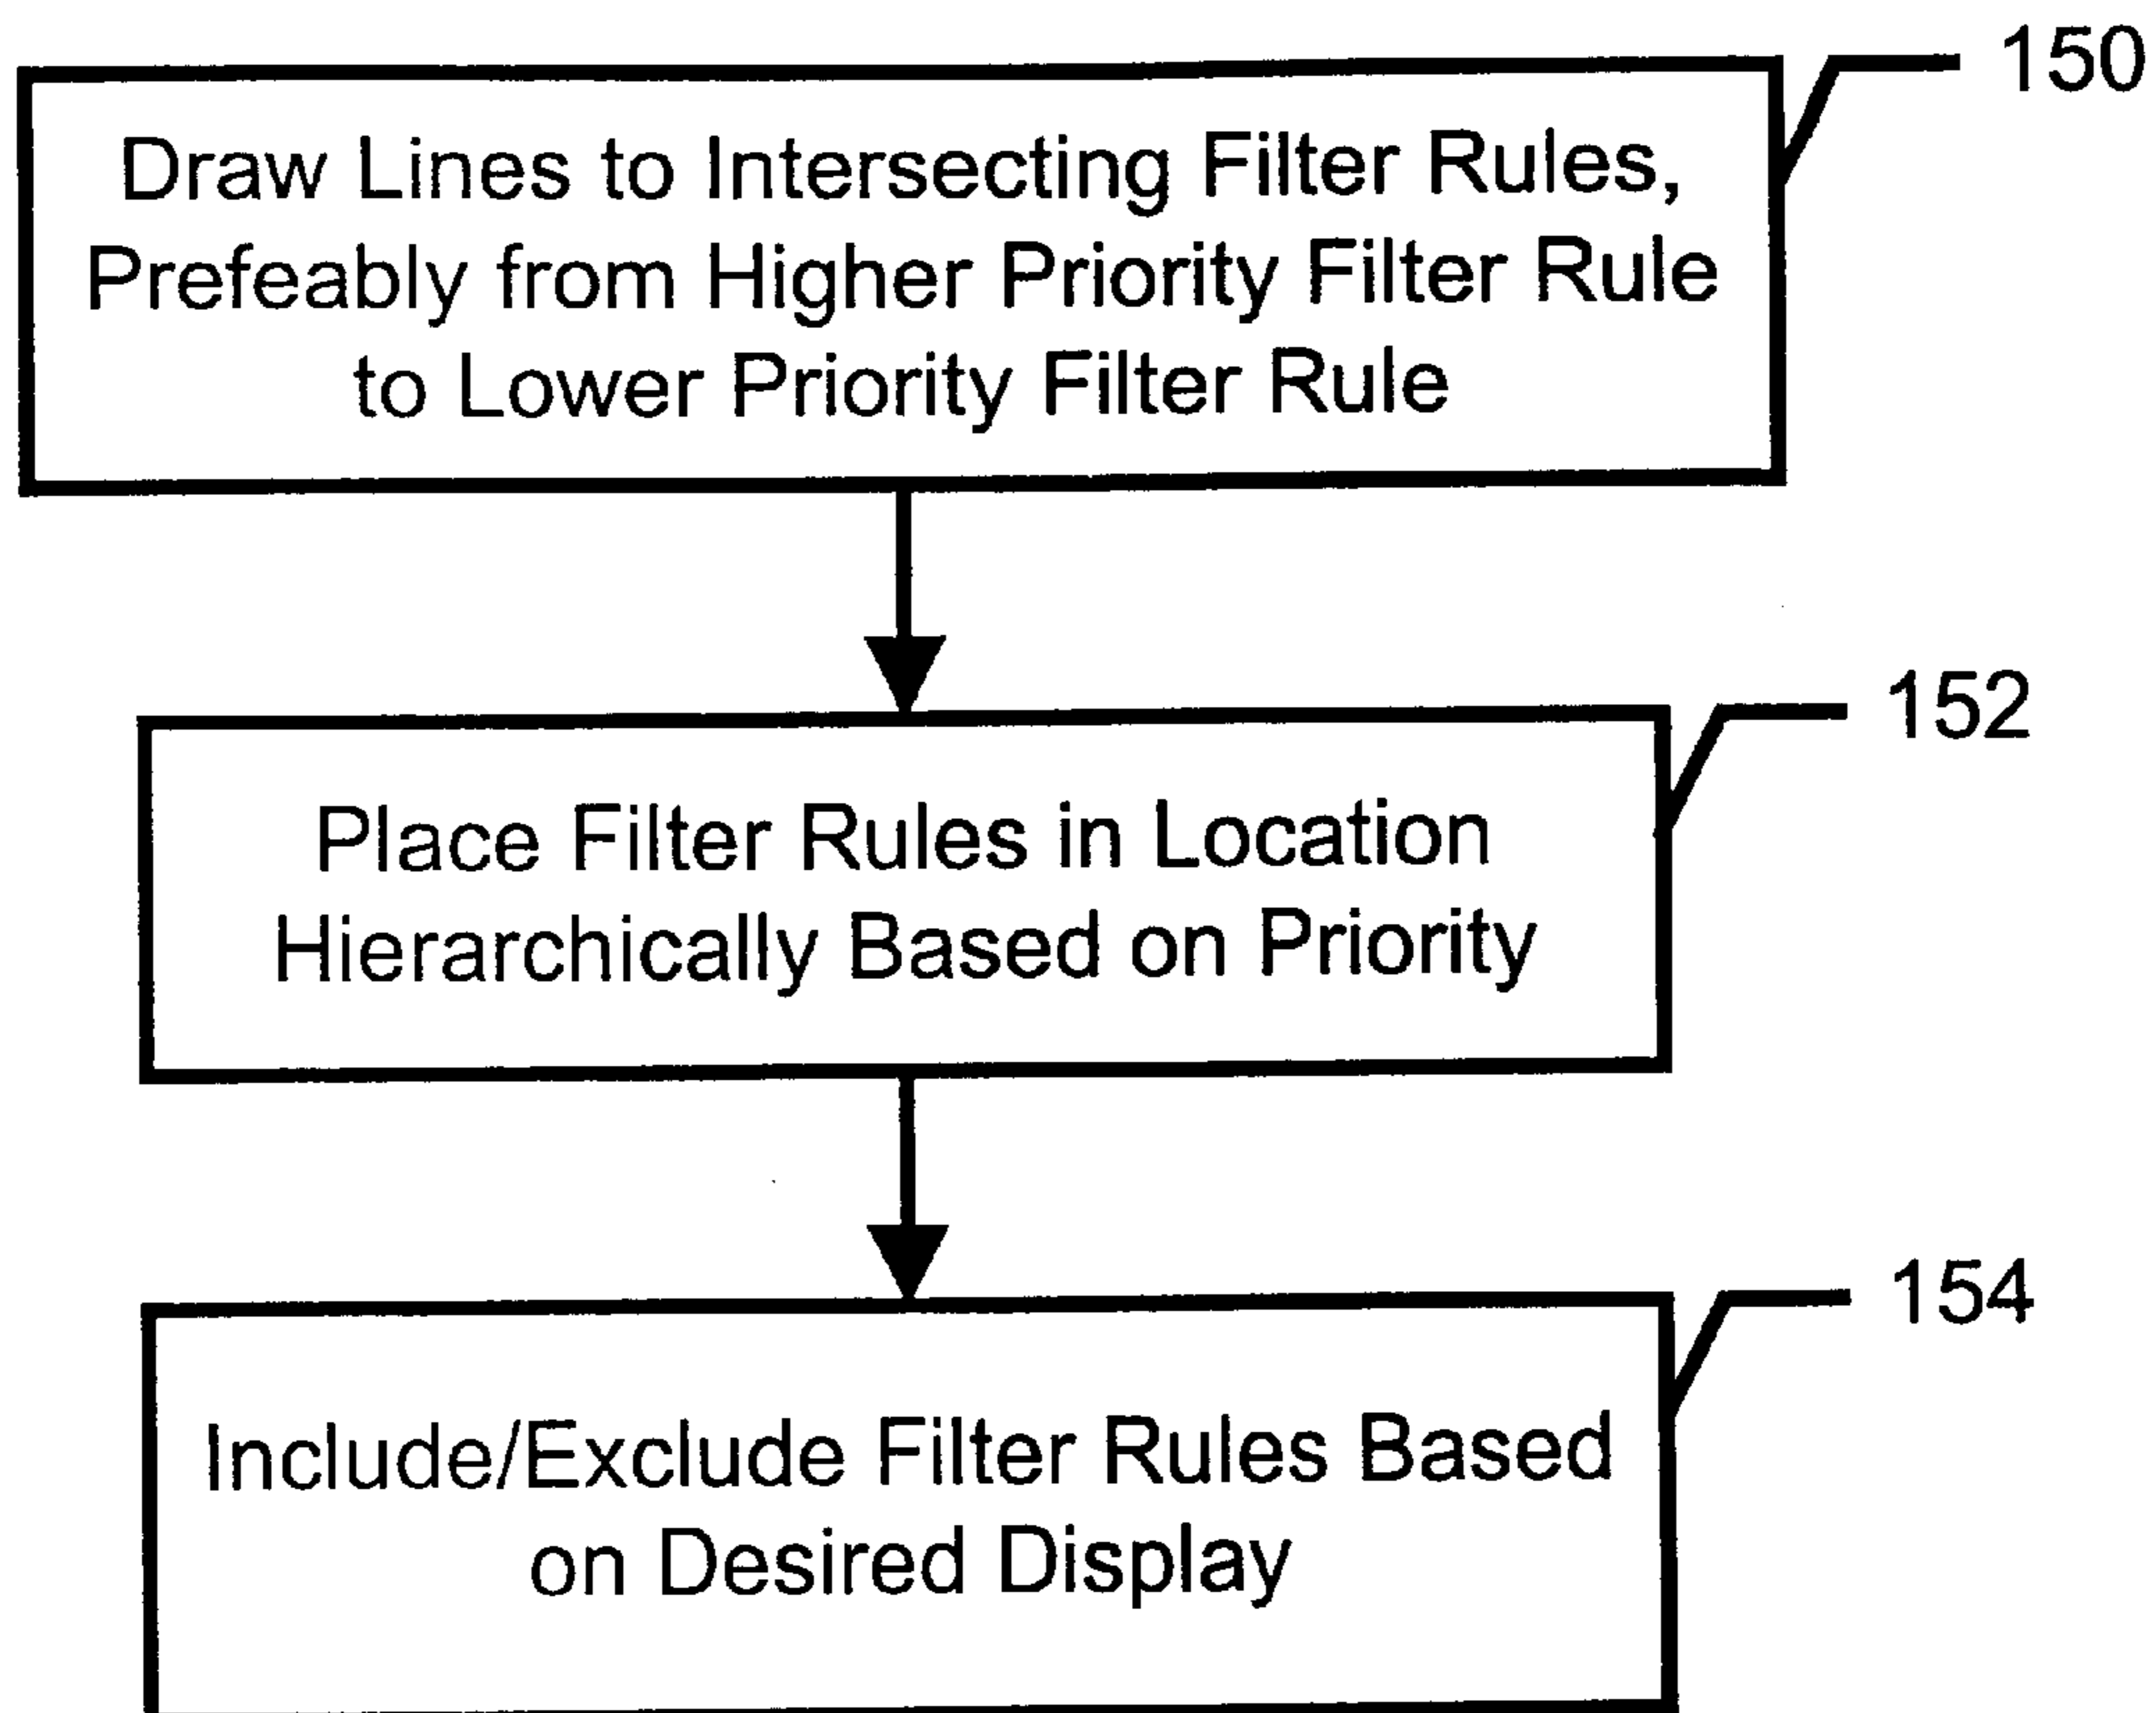 150
Draw Lines to Intersecting Filter Rules,
Prefeably from Higher Priority Filter Rule
to Lower Priority Filter Rule
152
Place Filter Rules in Location
Hierarchically Based on Priority
154
Include/Exclude Filter Rules Based
on Desired Display